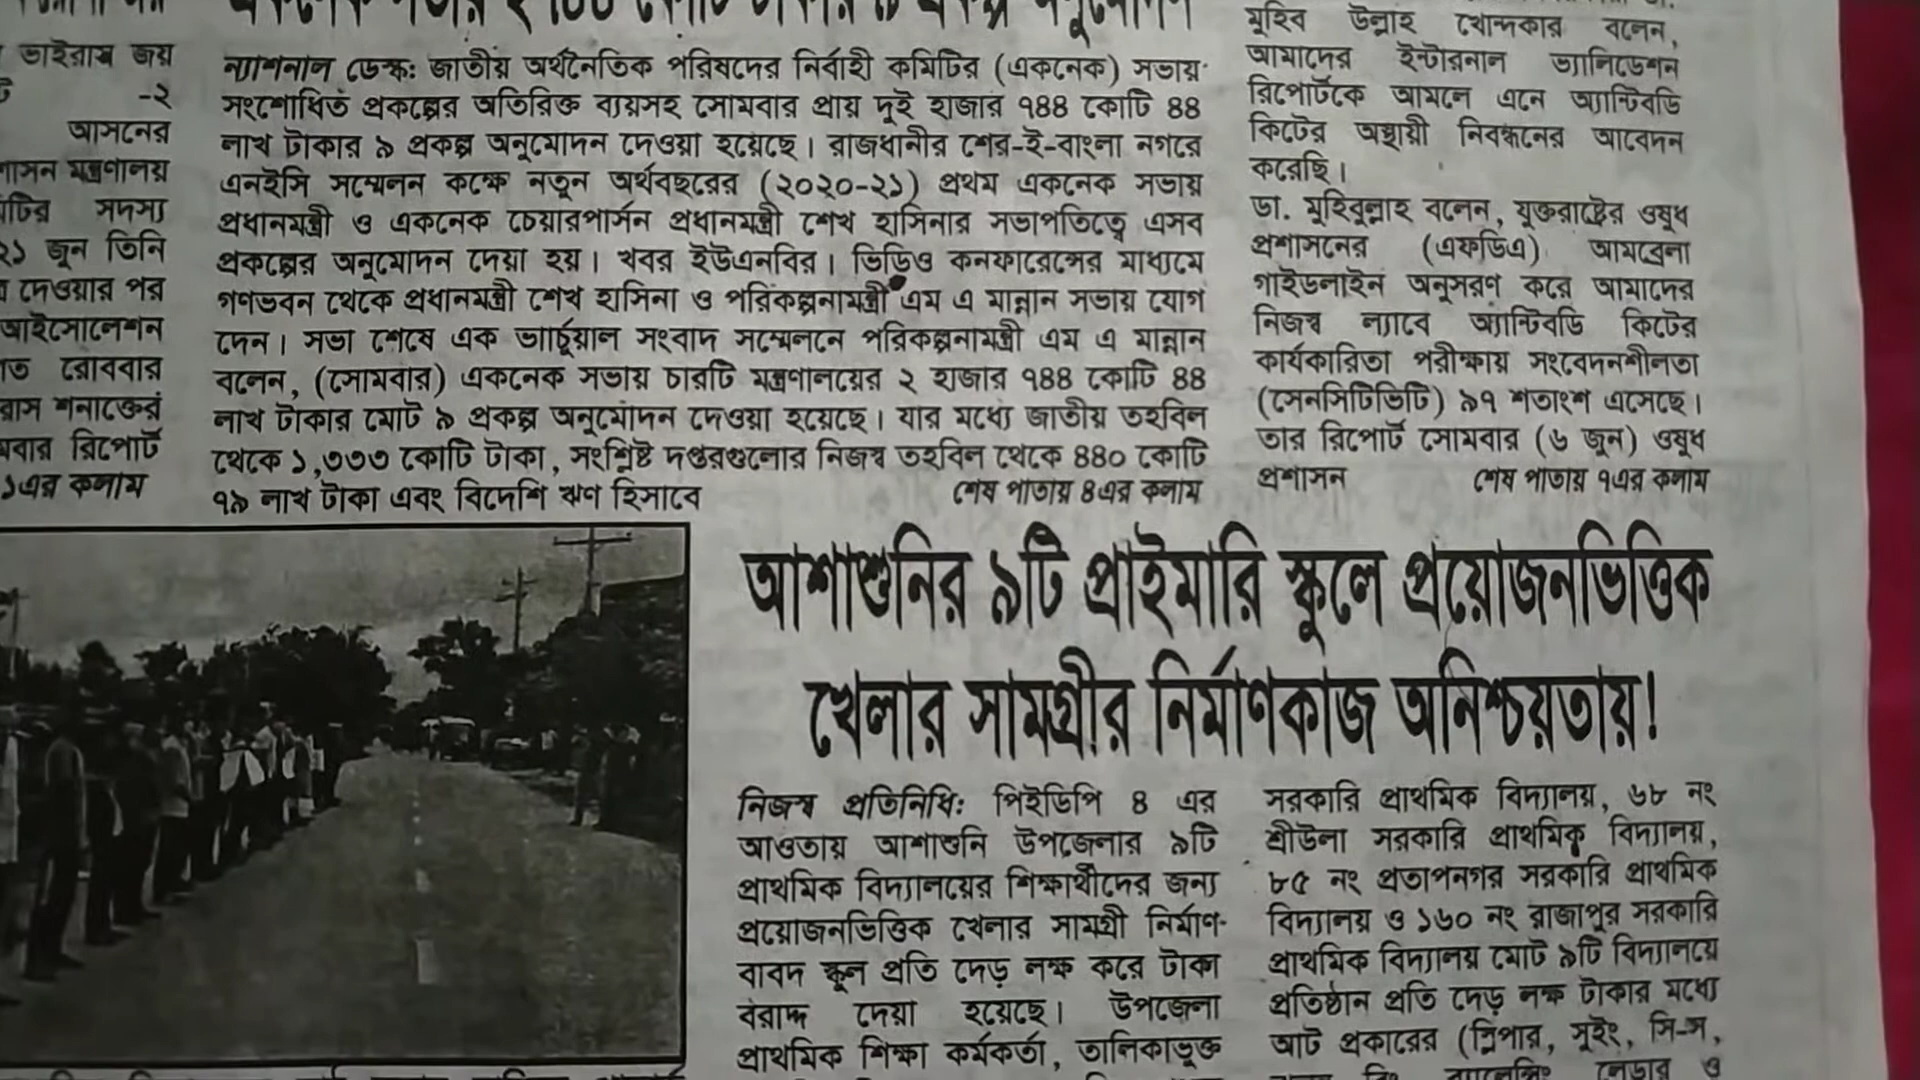 ভাইরাস জয়
-২
আসনের
মন্ত্রণালয়
সদস্য
২১ জুন তিনি
দেওয়ার পর
আইসোলেশন
রোববার
শনাক্তের
রিপোর্ট
১এর কলাম
ন্যাশনাল ডেস্ক: জাতীয় অর্থনৈতিক পরিষদের নির্বাহী কমিটির (একনেক) সভায়
সংশোধিত প্রকল্পের অতিরিক্ত ব্যয়সহ সোমবার প্রায় দুই হাজার ৭৪৪ কোটি ৪৪
লাখ টাকার ৯ প্রকল্প অনুমোদন দেওয়া হয়েছে। রাজধানীর শের-ই-বাংলা নগরে
এনইসি সম্মেলন কক্ষে নতুন অর্থবছরের (২০২০-২১) প্রথম একনেক সভায়
প্রধানমন্ত্রী ও একনেক চেয়ারপার্সন প্রধানমন্ত্রী শেখ হাসিনার সভাপতিত্বে এসব
প্রকল্পের অনুমোদন দেয়া হয়। খবর ইউএনবির। ভিডিও কনফারেন্সের মাধ্যমে
গণভবন থেকে প্রধানমন্ত্রী শেখ হাসিনা ও পরিকল্পনামন্ত্রী এম এ মান্নান সভায় যোগ
দেন। সভা শেষে এক ভার্চুয়াল সংবাদ সম্মেলনে পরিকল্পনামন্ত্রী এম এ মান্নান
বলেন, (সোমবার) একনেক সভায় চারটি মন্ত্রণালয়ের ২ হাজার ৭৪৪ কোটি ৪৪
লাখ টাকার মোট ৯ প্রকল্প অনুমোদন দেওয়া হয়েছে। যার মধ্যে জাতীয় তহবিল
থেকে ১,৩৩৩ কোটি টাকা, সংশ্লিষ্ট দপ্তরগুলোর নিজস্ব তহবিল থেকে ৪৪০ কোটি
৭৯ লাখ টাকা এবং বিদেশি ঋণ হিসাবে শেষ পাতায় ৪এর কলাম
মুহিব উল্লাহ খোন্দকার বলেন,
আমাদের ইন্টারনাল ভ্যালিডেশন
রিপোর্টকে আমলে এনে অ্যান্টিবডি
কিটের অস্থায়ী নিবন্ধনের আবেদন
করেছি।
ডা. মুহিবুল্লাহ বলেন, যুক্তরাষ্ট্রের ওষুধ
প্রশাসনের (এফডিএ) আমব্রেলা
গাইডলাইন অনুসরণ করে আমাদের
নিজস্ব ল্যাবে অ্যান্টিবডি কিটের
কার্যকারিতা পরীক্ষায় সংবেদনশীলতা
(সেনসিটিভিটি) ৯৭ শতাংশ এসেছে।
তার রিপোর্ট সোমবার (৬ জুন) ওষুধ
প্রশাসন শেষ পাতায় ৭এর কলাম
আশাশুনির ৯টি প্রাইমারি স্কুলে প্রয়োজনভিত্তিক
খেলার সামগ্রীর নির্মাণকাজ অনিশ্চয়তায়!
নিজস্ব প্রতিনিধি: পিইডিপি ৪ এর
আওতায় আশাশুনি উপজেলার ৯টি
প্রাথমিক বিদ্যালয়ের শিক্ষার্থীদের জন্য
প্রয়োজনভিত্তিক খেলার সামগ্রী নির্মাণ
বাবদ স্কুল প্রতি দেড় লক্ষ করে টাকা
বরাদ্দ দেয়া হয়েছে। উপজেলা
প্রাথমিক শিক্ষা কর্মকর্তা, তালিকাভুক্ত
সরকারি প্রাথমিক বিদ্যালয়, ৬৮ নং
শ্রীউলা সরকারি প্রাথমিক বিদ্যালয়,
৮৫ নং প্রতাপনগর সরকারি প্রাথমিক
বিদ্যালয় ও ১৬০ নং রাজাপুর সরকারি
প্রাথমিক বিদ্যালয় মোট ৯টি বিদ্যালয়ে
প্রতিষ্ঠান প্রতি দেড় লক্ষ টাকার মধ্যে
আট প্রকারের (স্লিপার, সুইং, সি-স,